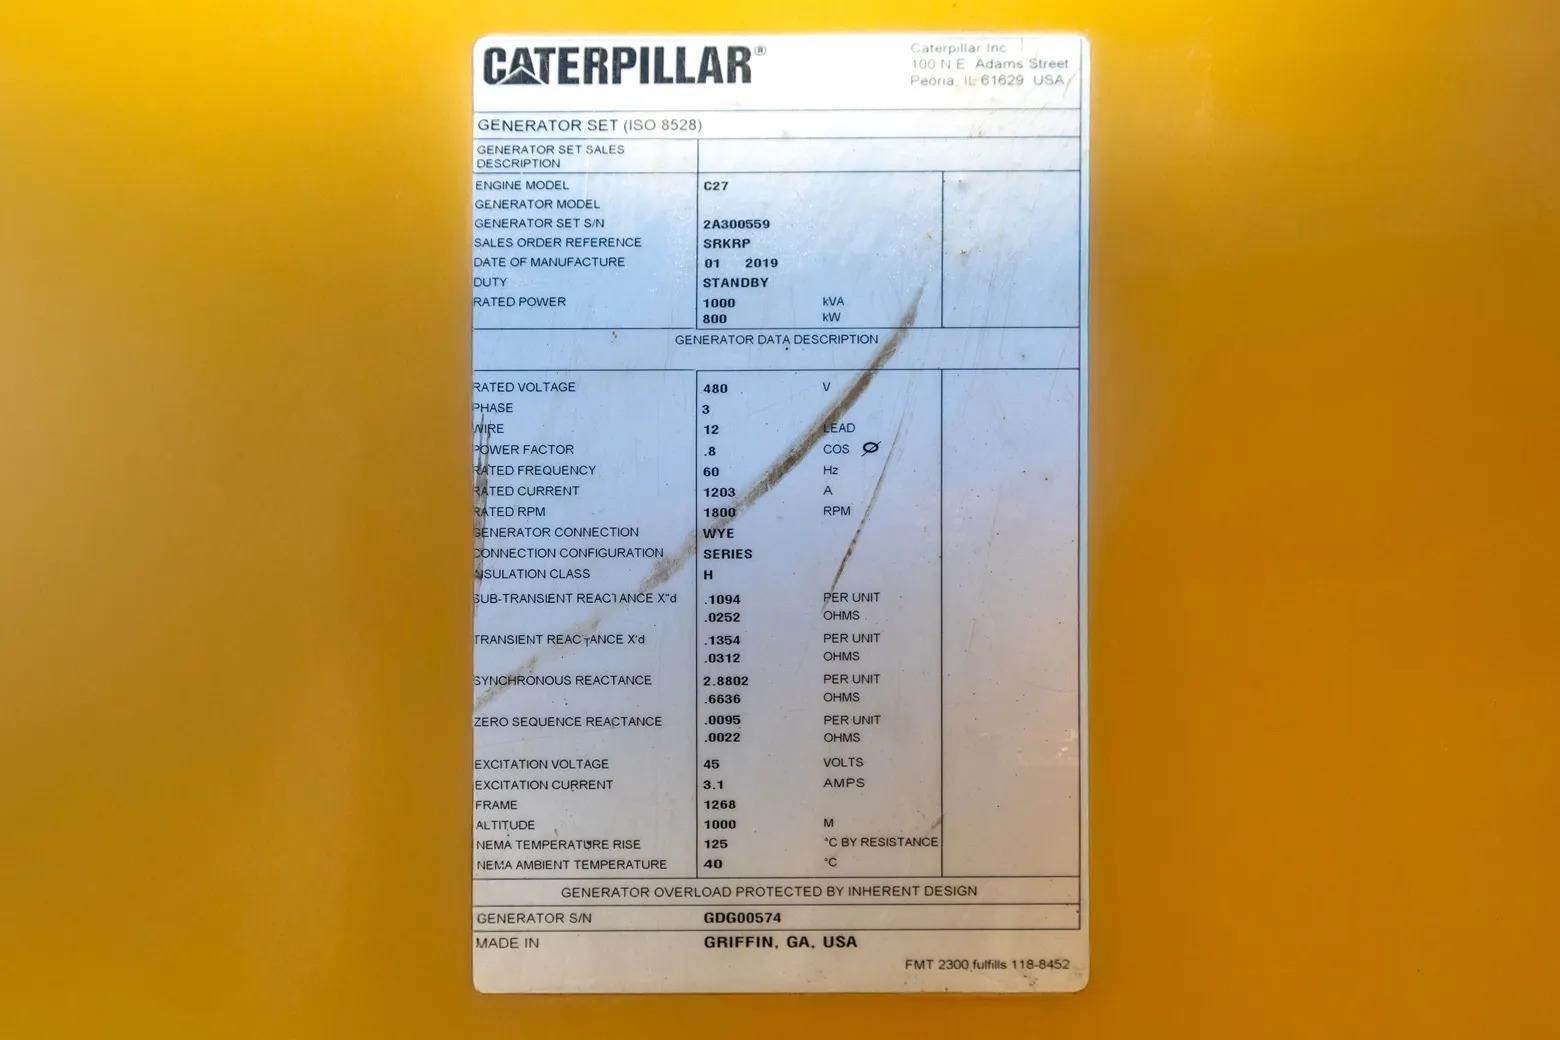 CATERPILLAR®
Caterpillar Inc
100 N E Adams Street
Peoria, IL 61629 USA
GENERATOR SET (ISO 8528)
GENERATOR SET SALES
DESCRIPTION
ENGINE MODEL C27
GENERATOR MODEL
GENERATOR SET S/N 2A300559
SALES ORDER REFERENCE SRKRP
DATE OF MANUFACTURE 01 2019
DUTY STANDBY
RATED POWER 1000 kVA
800 kW
GENERATOR DATA DESCRIPTION
RATED VOLTAGE 480 V
PHASE 3
WIRE 12 LEAD
POWER FACTOR .8 COS Ø
RATED FREQUENCY 60 Hz
RATED CURRENT 1203 A
RATED RPM 1800 RPM
GENERATOR CONNECTION WYE
CONNECTION CONFIGURATION SERIES
INSULATION CLASS H
SUB-TRANSIENT REACTANCE X"d .1094 PER UNIT
.0252 OHMS
TRANSIENT REACTANCE X'd .1354 PER UNIT
.0312 OHMS
SYNCHRONOUS REACTANCE 2.8802 PER UNIT
.6636 OHMS
ZERO SEQUENCE REACTANCE .0095 PER UNIT
.0022 OHMS
EXCITATION VOLTAGE 45 VOLTS
EXCITATION CURRENT 3.1 AMPS
FRAME 1268
ALTITUDE 1000 M
NEMA TEMPERATURE RISE 125 °C BY RESISTANCE
NEMA AMBIENT TEMPERATURE 40 °C
GENERATOR OVERLOAD PROTECTED BY INHERENT DESIGN
GENERATOR S/N GDG00574
MADE IN GRIFFIN, GA, USA
FMT 2300 fulfills 118-8452